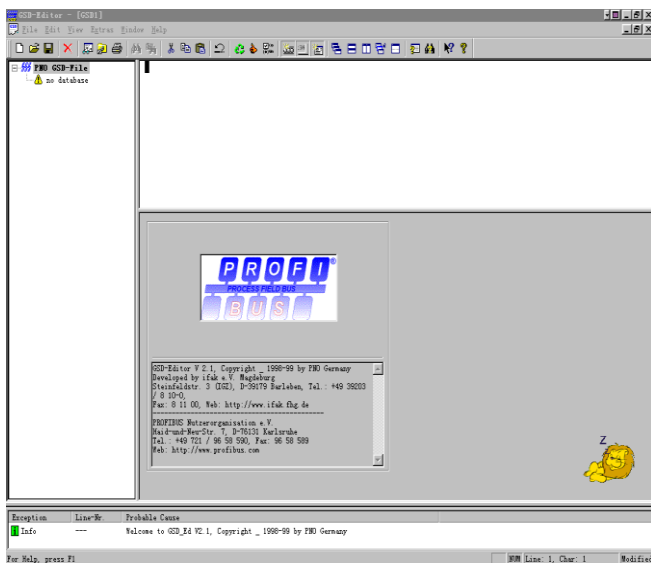 GSD-Editor - [GSD1]
File Edit View Extras Window Help
PNO GSD-File
no database
PROFI®
PROCESS FIELD BUS
BUS
GSD-Editor V 2.1, Copyright _ 1998-99 by PNO Germany
Developed by ifak e.V. Magdeburg
Steinfeldstr. 3 (IGZ), D-39179 Barleben, Tel.: +49 39203
/ 8 10-0,
Fax: 8 11 00, Web: http://www.ifak.fhg.de
--------------------------------------------------
PROFIBUS Nutzerorganisation e.V.
Haid-und-Neu-Str. 7, D-76131 Karlsruhe
Tel.: +49 721 / 96 58 590, Fax: 96 58 589
Web: http://www.profibus.com
Z
Exception Line-Nr. Probable Cause
Info --- Welcome to GSD_Ed V2.1, Copyright _ 1998-99 by PNO Germany
For Help, press F1
NUM Line: 1, Char: 1 Modified